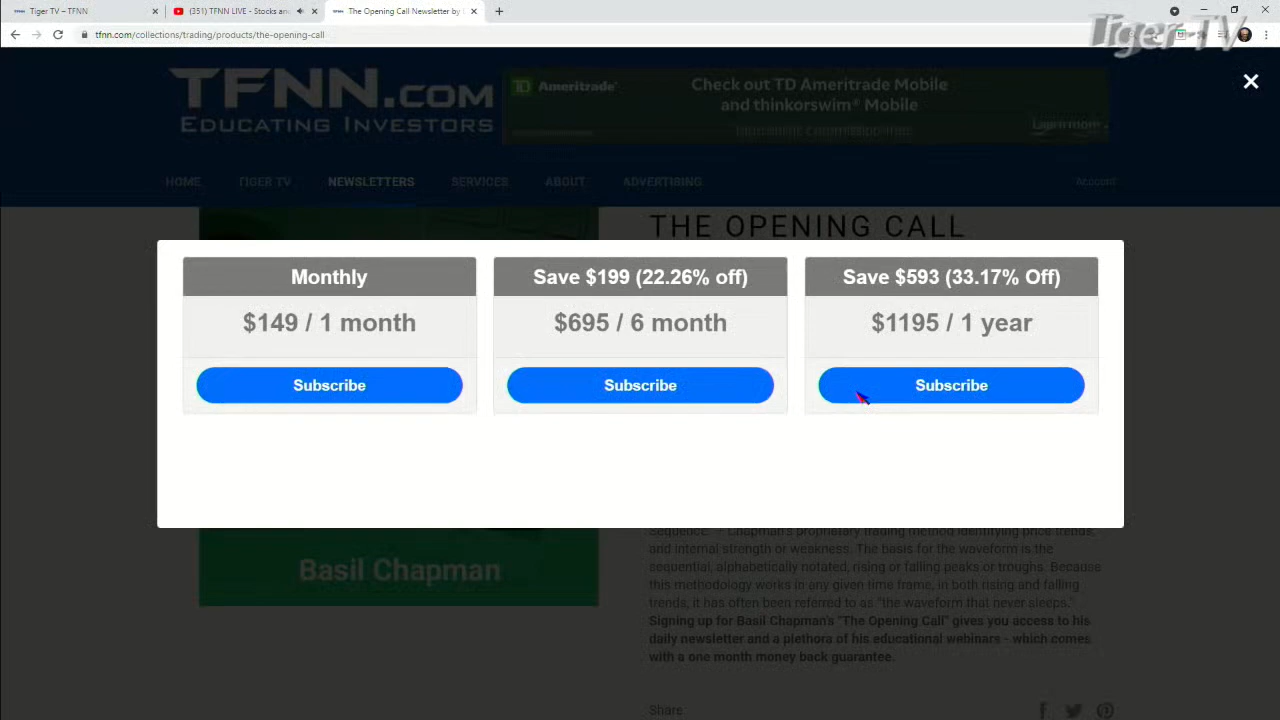 Tiger TV – TFNN
(351) TFNN LIVE - Stocks an
The Opening Call Newsletter by
tfnn.com/collections/trading/products/the-opening-call
Tiger TV
TFNN.COM
EDUCATING INVESTORS
TD Ameritrade
Check out TD Ameritrade Mobile
and thinkorswim® Mobile
Learn more
HOME
TIGER TV
NEWSLETTERS
SERVICES
ABOUT
ADVERTISING
Account
THE OPENING CALL
Monthly
$149 / 1 month
Subscribe
Save $199 (22.26% off)
$695 / 6 month
Subscribe
Save $593 (33.17% Off)
$1195 / 1 year
Subscribe
Basil Chapman
Sequence. – Chapman's proprietary trading method identifying price trends,
and internal strength or weakness. The basis for the waveform is the
sequential, alphabetically notated, rising or falling peaks or troughs. Because
this methodology works in any given time frame, in both rising and falling
trends, it has often been referred to as "the waveform that never sleeps."
Signing up for Basil Chapman's "The Opening Call" gives you access to his
daily newsletter and a plethora of his educational webinars - which comes
with a one month money back guarantee.
Share